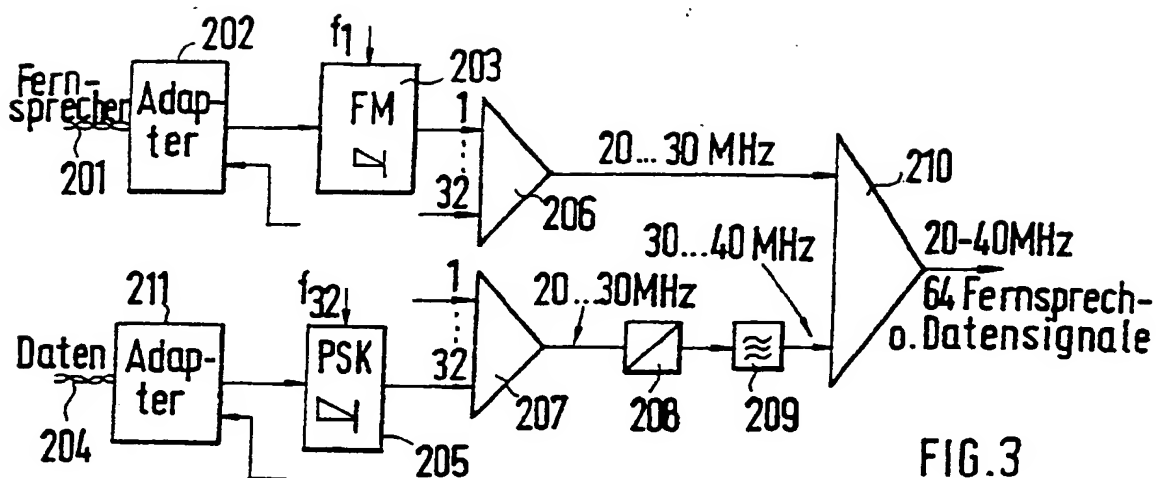 202
Fern-
sprecher
Adap-
ter
201
f1
203
FM
1
32
206
20...30 MHz
210
30...40 MHz
20-40MHz
64 Fernsprech-
o. Datensignale
211
Daten
Adap-
ter
204
f32
PSK
205
1
32
207
20...30MHz
208
209
FIG.3